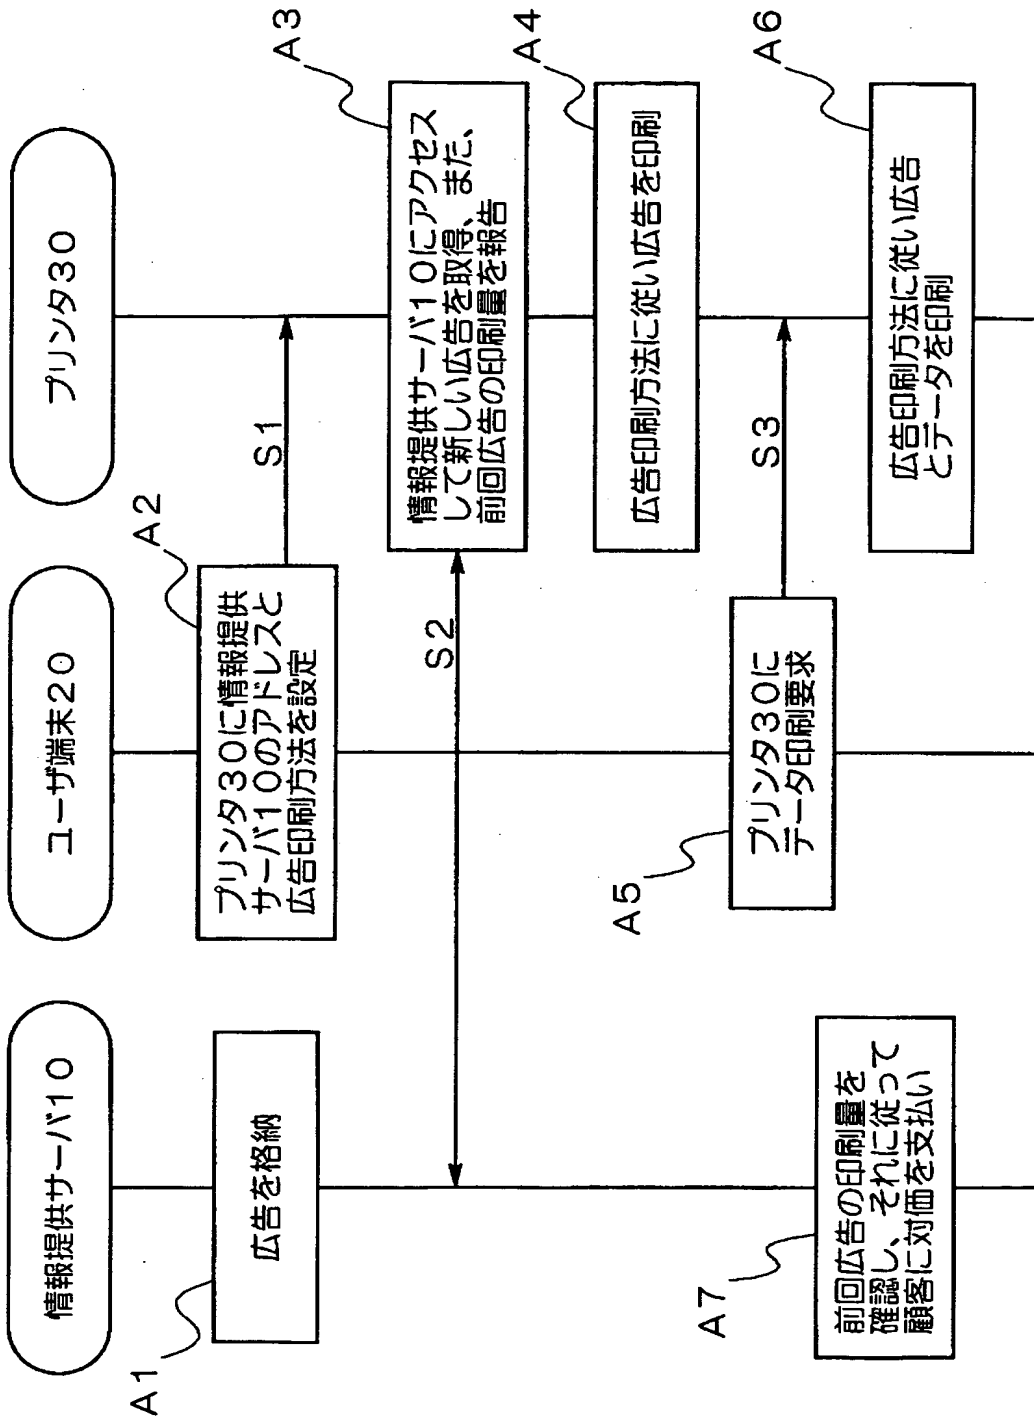 情報提供サーバ10
ユーザ端末20
プリンタ30
A1
広告を格納
A2
プリンタ30に情報提供
サーバ10のアドレスと
広告印刷方法を設定
S1
A3
情報提供サーバ10にアクセス
して新しい広告を取得、また、
前回広告の印刷量を報告
S2
A4
広告印刷方法に従い広告を印刷
A5
プリンタ30に
データ印刷要求
S3
A6
広告印刷方法に従い広告
とデータを印刷
A7
前回広告の印刷量を
確認し、それに従って
顧客に対価を支払い